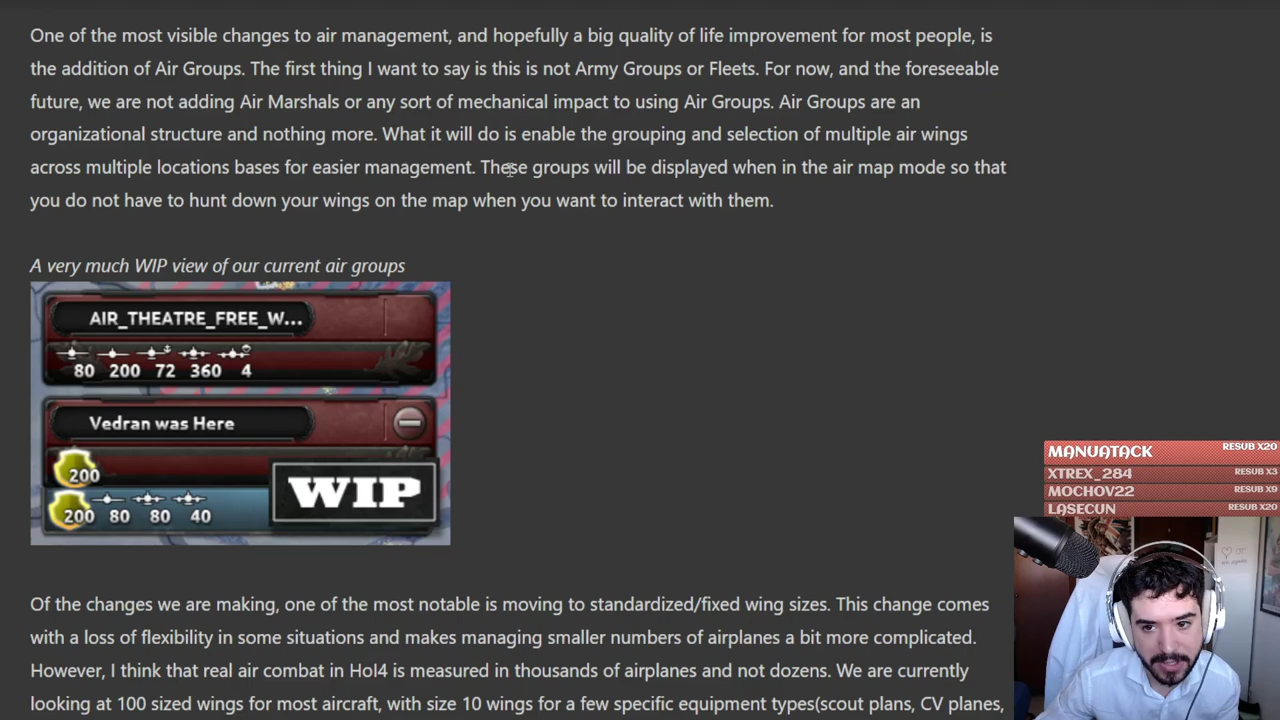 One of the most visible changes to air management, and hopefully a big quality of life improvement for most people, is
the addition of Air Groups. The first thing I want to say is this is not Army Groups or Fleets. For now, and the foreseeable
future, we are not adding Air Marshals or any sort of mechanical impact to using Air Groups. Air Groups are an
organizational structure and nothing more. What it will do is enable the grouping and selection of multiple air wings
across multiple locations bases for easier management. These groups will be displayed when in the air map mode so that
you do not have to hunt down your wings on the map when you want to interact with them.
A very much WIP view of our current air groups
AIR_THEATRE_FREE_W...
80 200 72 360 4
Vedran was Here
200
200 80 80 40
WIP
Of the changes we are making, one of the most notable is moving to standardized/fixed wing sizes. This change comes
with a loss of flexibility in some situations and makes managing smaller numbers of airplanes a bit more complicated.
However, I think that real air combat in HoI4 is measured in thousands of airplanes and not dozens. We are currently
looking at 100 sized wings for most aircraft, with size 10 wings for a few specific equipment types(scout plans, CV planes,
MANUATACK RESUB X20
XTREX_284 RESUB X3
MOCHOV22 RESUB X9
LASECUN RESUB X20